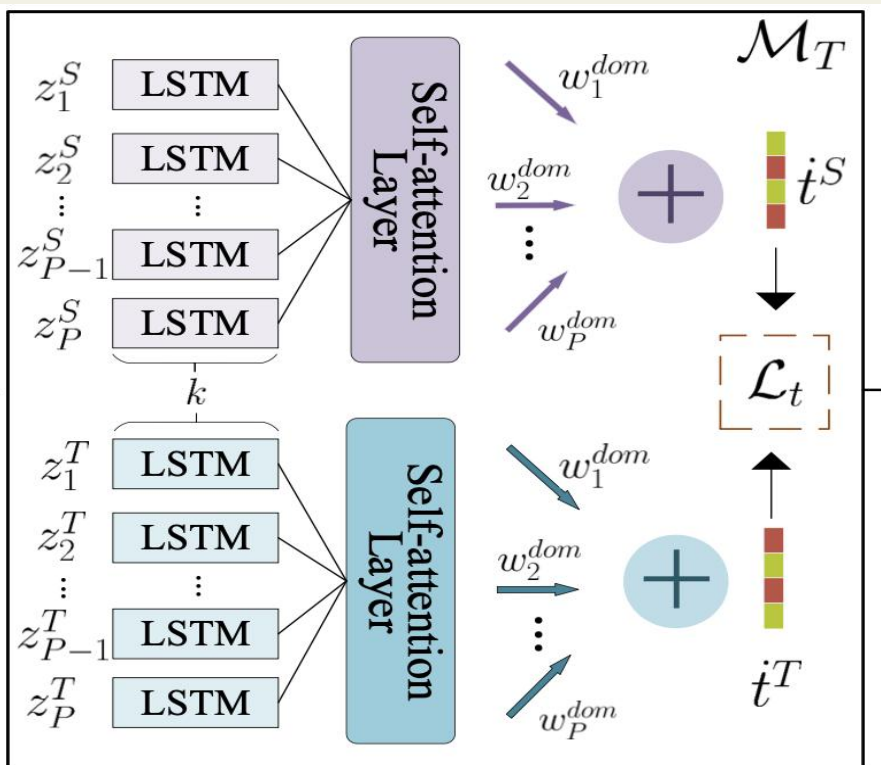 𝓜_T
z_1^S LSTM
z_2^S LSTM
⋮ ⋮
z_{P-1}^S LSTM
z_P^S LSTM
Self-attention
Layer
w_1^{dom}
w_2^{dom}
...
w_P^{dom}
+
i^S
k
𝓛_t
z_1^T LSTM
z_2^T LSTM
⋮ ⋮
z_{P-1}^T LSTM
z_P^T LSTM
Self-attention
Layer
w_1^{dom}
w_2^{dom}
...
w_P^{dom}
+
i^T